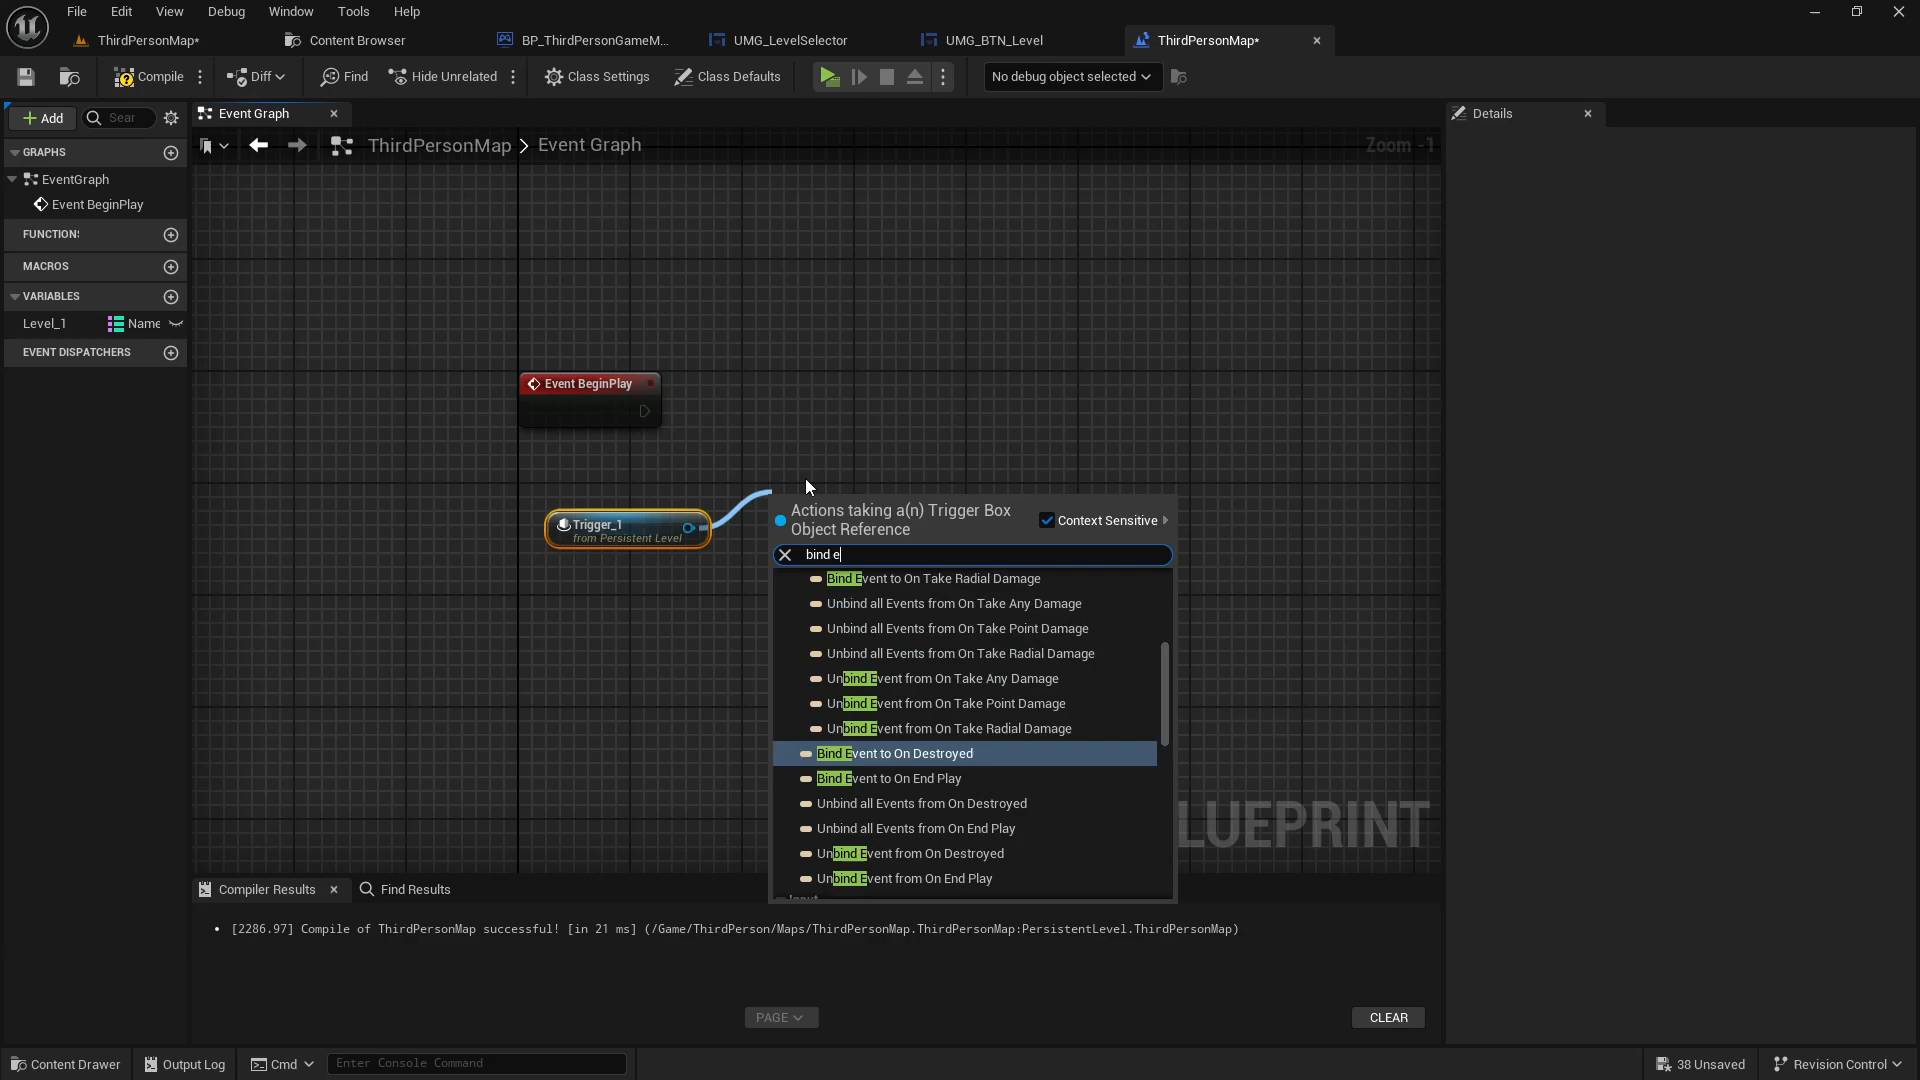 File Edit View Debug Window Tools Help
ThirdPersonMap* Content Browser BP_ThirdPersonGameM... UMG_LevelSelector UMG_BTN_Level ThirdPersonMap*
Compile Diff Find Hide Unrelated Class Settings Class Defaults No debug object selected
Add Sear Event Graph Details
ThirdPersonMap > Event Graph Zoom -1
GRAPHS
EventGraph
Event BeginPlay
FUNCTION:
MACROS
VARIABLES
Level_1 Name
EVENT DISPATCHERS
Event BeginPlay
Trigger_1
from Persistent Level
Actions taking a(n) Trigger Box
Object Reference
Context Sensitive
bind e
Bind Event to On Take Radial Damage
Unbind all Events from On Take Any Damage
Unbind all Events from On Take Point Damage
Unbind all Events from On Take Radial Damage
Unbind Event from On Take Any Damage
Unbind Event from On Take Point Damage
Unbind Event from On Take Radial Damage
Bind Event to On Destroyed
Bind Event to On End Play
Unbind all Events from On Destroyed
Unbind all Events from On End Play
Unbind Event from On Destroyed
Unbind Event from On End Play
LUEPRINT
Compiler Results Find Results
[2286.97] Compile of ThirdPersonMap successful! [in 21 ms] (/Game/ThirdPerson/Maps/ThirdPersonMap.ThirdPersonMap:PersistentLevel.ThirdPersonMap)
PAGE CLEAR
Content Drawer Output Log Cmd Enter Console Command 38 Unsaved Revision Control